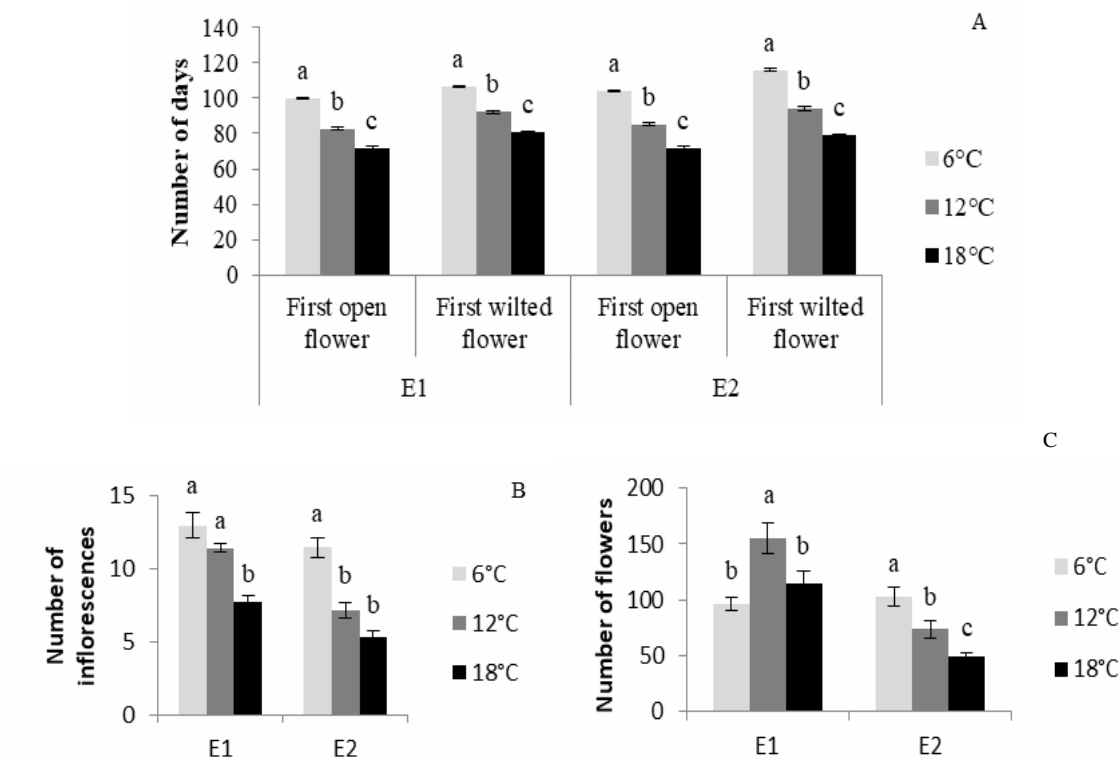 A
Number of days
140
120
100
80
60
40
20
0
a
b
c
a
b
c
a
b
c
a
b
c
First open flower
First wilted flower
First open flower
First wilted flower
E1
E2
6°C
12°C
18°C
B
Number of
inflorescences
15
10
5
0
a
a
b
a
b
b
E1
E2
6°C
12°C
18°C
C
Number of flowers
200
150
100
50
0
b
a
b
a
b
c
E1
E2
6°C
12°C
18°C